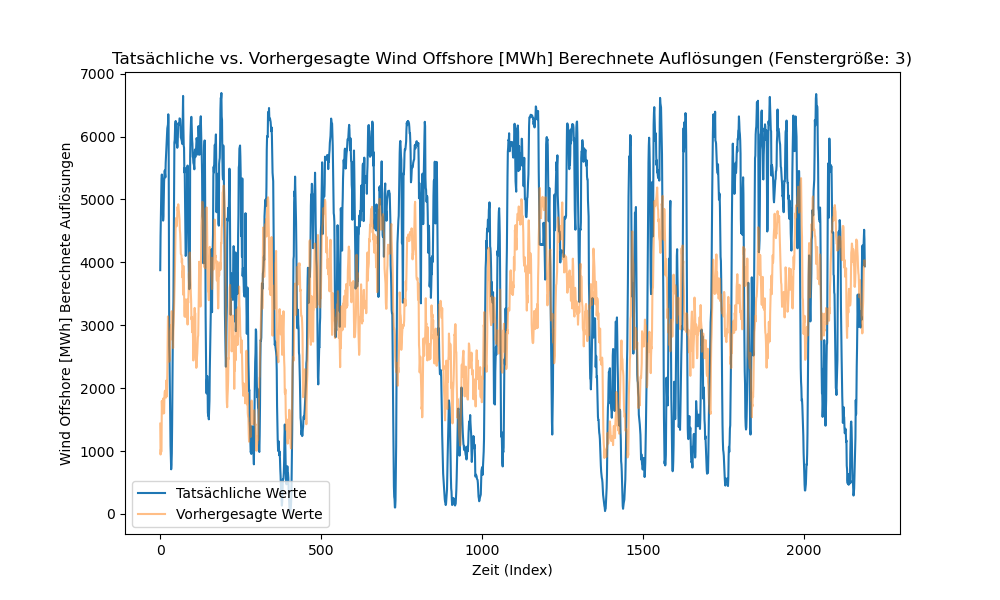 Tatsächliche vs. Vorhergesagte Wind Offshore [MWh] Berechnete Auflösungen (Fenstergröße: 3)
Wind Offshore [MWh] Berechnete Auflösungen
7000
6000
5000
4000
3000
2000
1000
0
Tatsächliche Werte
Vorhergesagte Werte
0 500 1000 1500 2000
Zeit (Index)